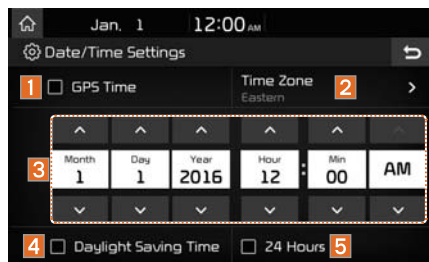 Jan. 1 12:00 AM
Date/Time Settings
1 GPS Time
Time Zone 2
Eastern
Month Day Year Hour Min
3 1 1 2016 12 : 00 AM
4 Daylight Saving Time 24 Hours 5